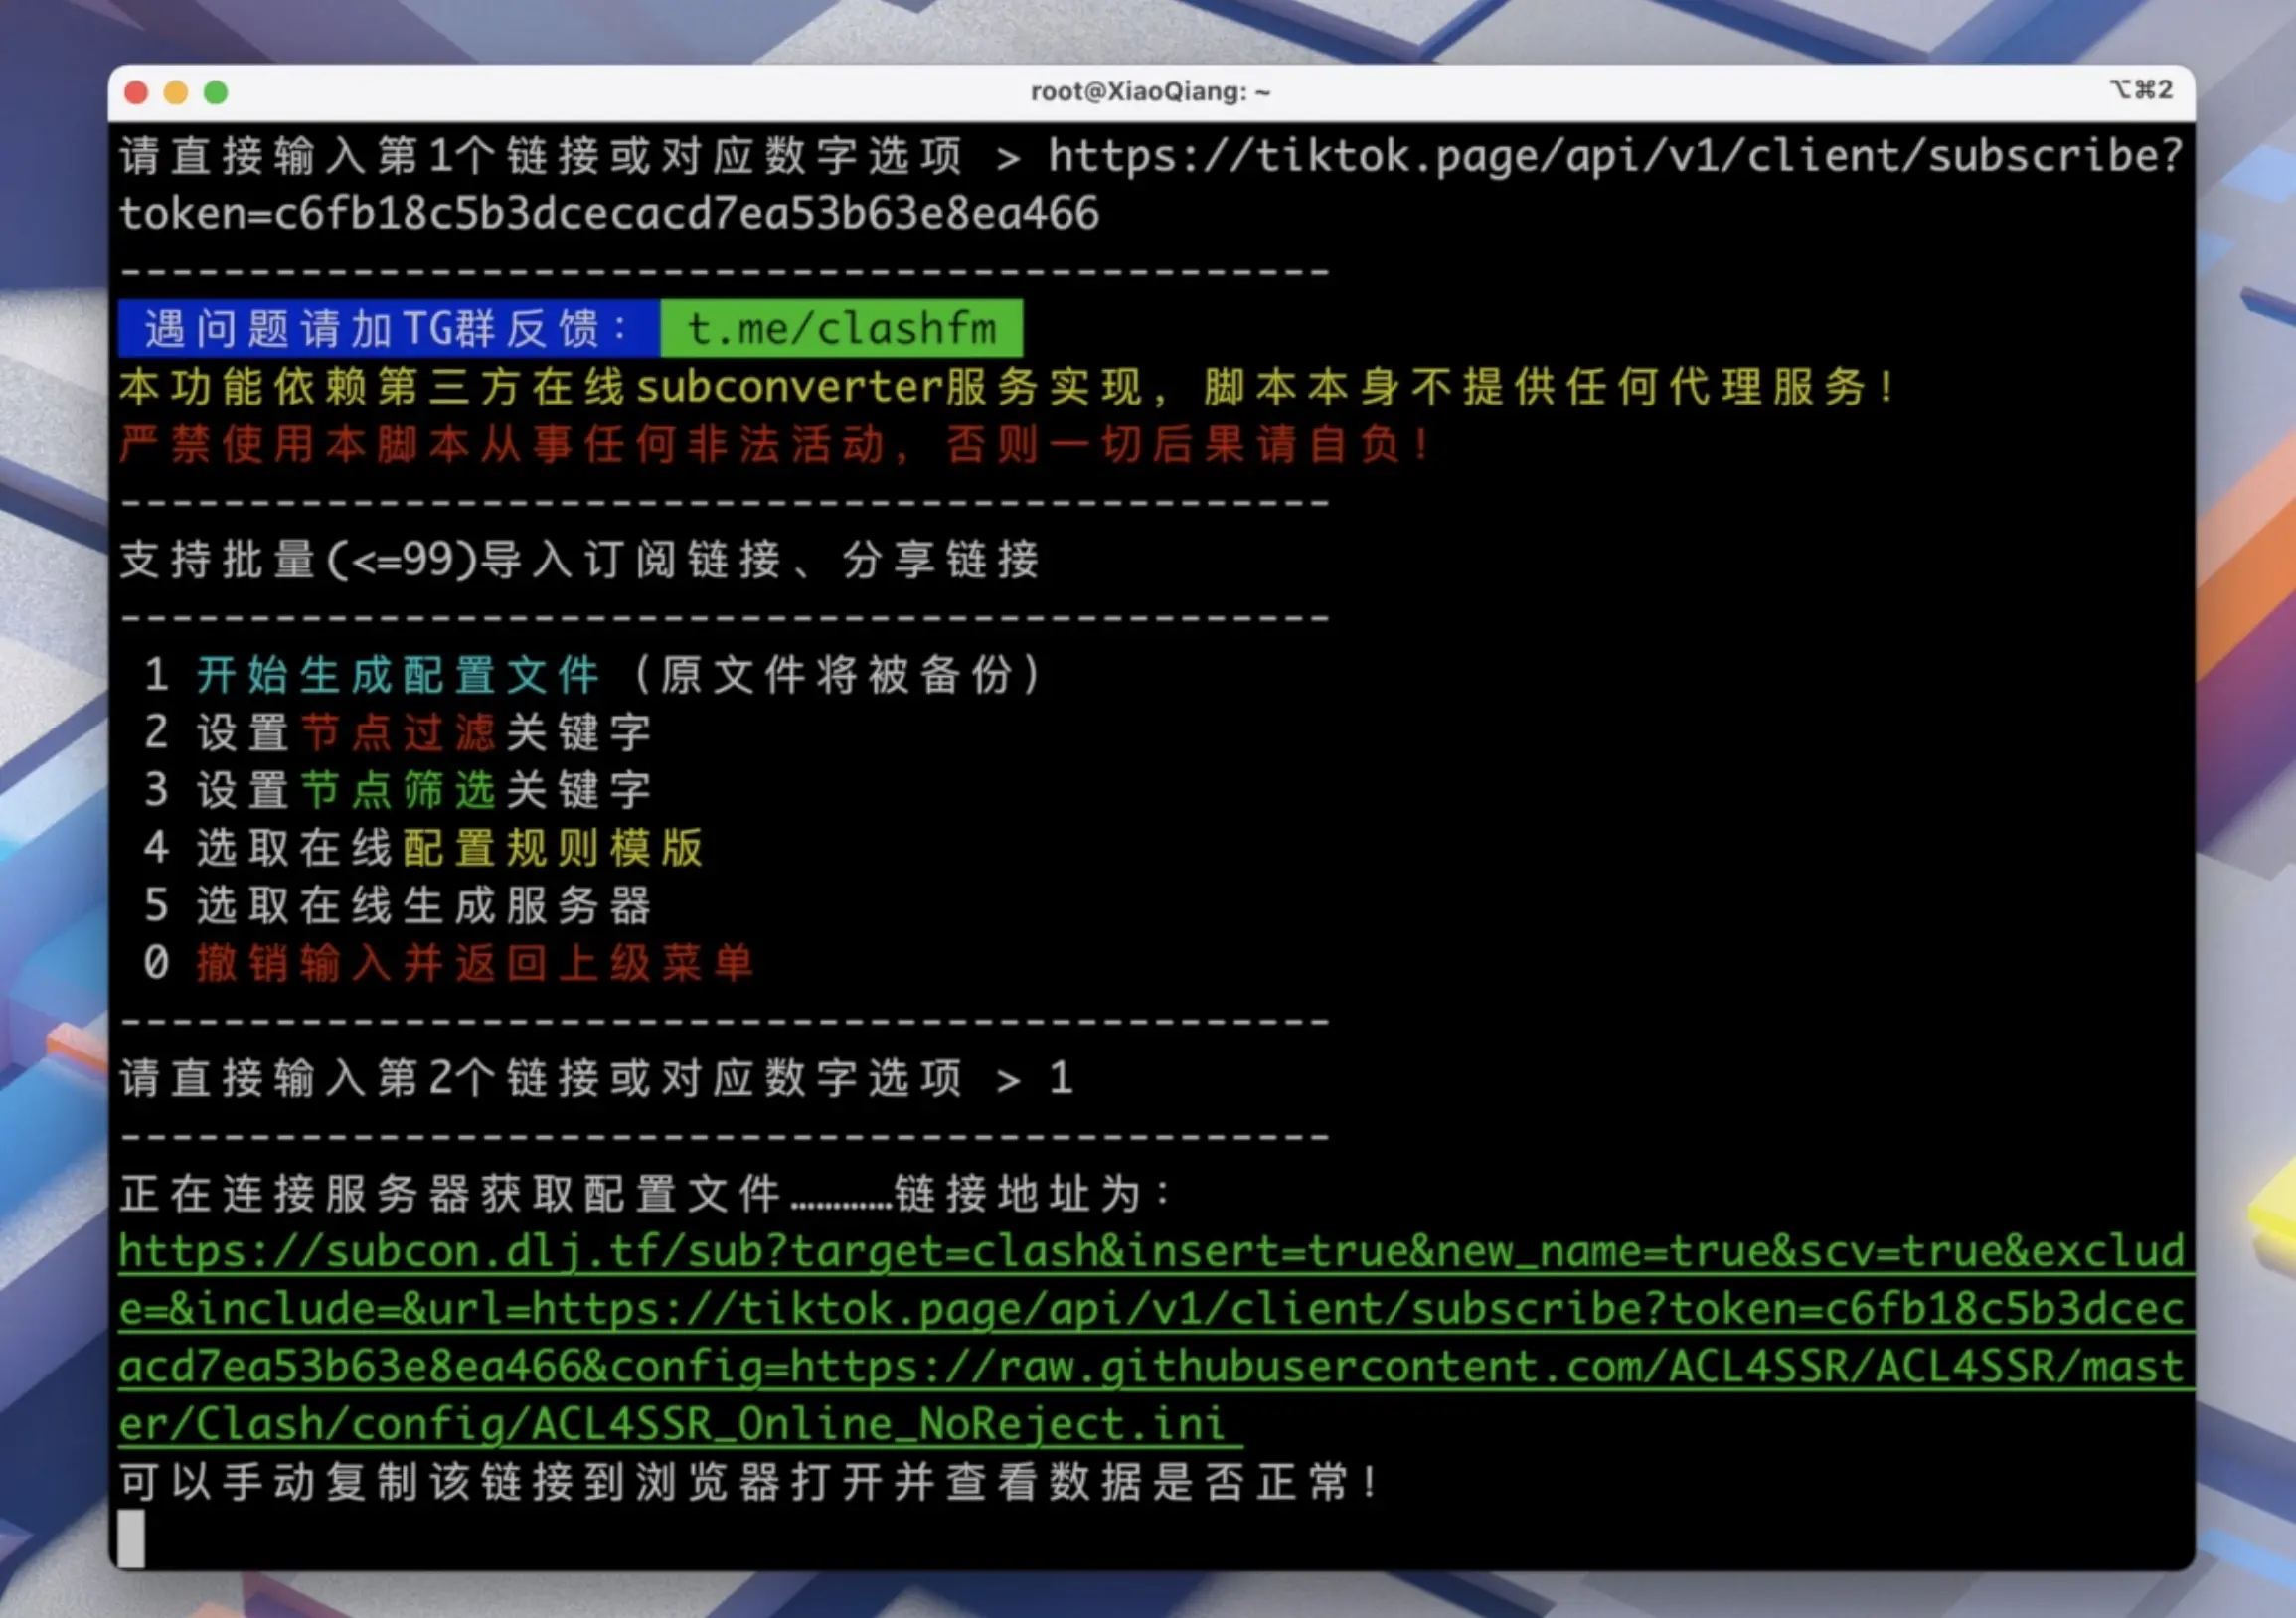 root@XiaoQiang: ~
⌥⌘2
请直接输入第1个链接或对应数字选项 > https://tiktok.page/api/v1/client/subscribe?
token=c6fb18c5b3dcecacd7ea53b63e8ea466
-----------------------------------------------
遇问题请加TG群反馈: t.me/clashfm
本功能依赖第三方在线subconverter服务实现,脚本本身不提供任何代理服务!
严禁使用本脚本从事任何非法活动,否则一切后果请自负!
-----------------------------------------------
支持批量(<=99)导入订阅链接、分享链接
-----------------------------------------------
1 开始生成配置文件(原文件将被备份)
2 设置节点过滤关键字
3 设置节点筛选关键字
4 选取在线配置规则模版
5 选取在线生成服务器
0 撤销输入并返回上级菜单
-----------------------------------------------
请直接输入第2个链接或对应数字选项 > 1
-----------------------------------------------
正在连接服务器获取配置文件…………链接地址为:
https://subcon.dlj.tf/sub?target=clash&insert=true&new_name=true&scv=true&exclud
e=&include=&url=https://tiktok.page/api/v1/client/subscribe?token=c6fb18c5b3dcec
acd7ea53b63e8ea466&config=https://raw.githubusercontent.com/ACL4SSR/ACL4SSR/mast
er/Clash/config/ACL4SSR_Online_NoReject.ini
可以手动复制该链接到浏览器打开并查看数据是否正常!